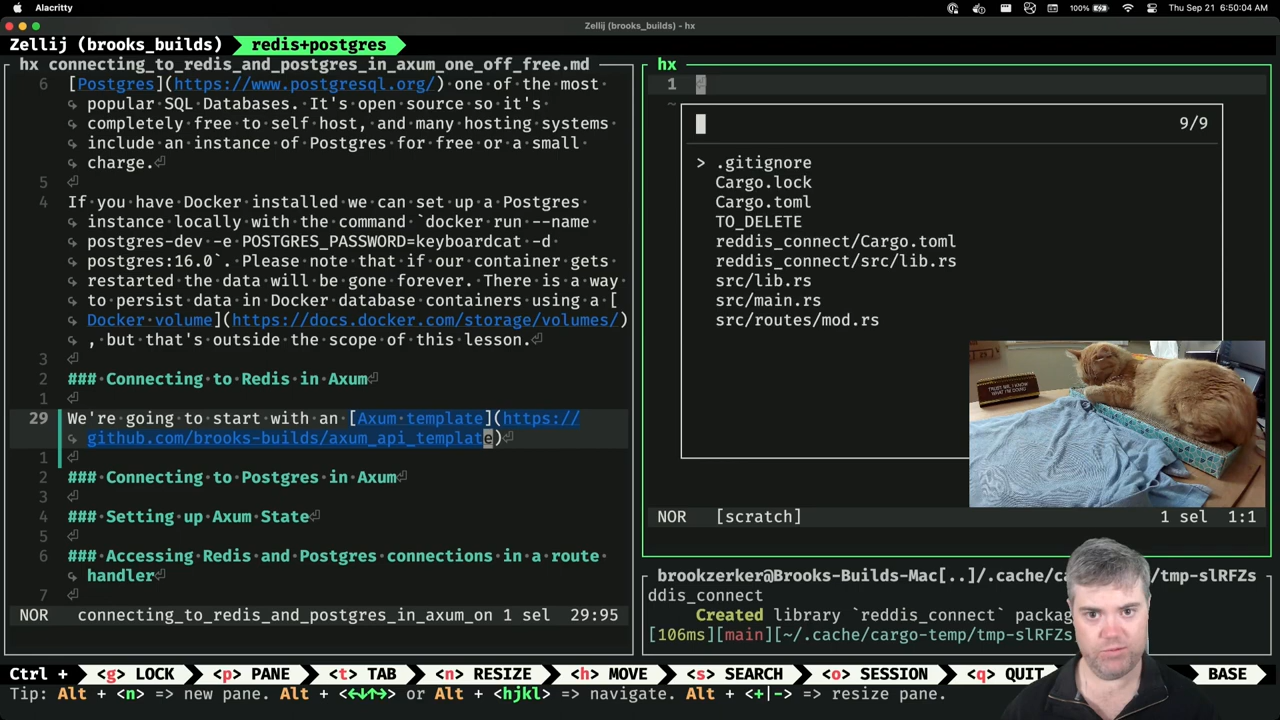 Alacritty
100%
Thu Sep 21 6:50:04 AM
Zellij (brooks_builds) - hx
Zellij (brooks_builds) redis+postgres
hx connecting_to_redis_and_postgres_in_axum_one_off_free.md
6 [Postgres](https://www.postgresql.org/) one of the most
popular SQL Databases. It's open source so it's
completely free to self host, and many hosting systems
include an instance of Postgres for free or a small
charge.
5
4 If you have Docker installed we can set up a Postgres
instance locally with the command `docker run --name
postgres-dev -e POSTGRES_PASSWORD=keyboardcat -d
postgres:16.0`. Please note that if our container gets
restarted the data will be gone forever. There is a way
to persist data in Docker database containers using a [
Docker volume](https://docs.docker.com/storage/volumes/)
, but that's outside the scope of this lesson.
3
2 ### Connecting to Redis in Axum
1
29 We're going to start with an [Axum template](https://
github.com/brooks-builds/axum_api_template)
1
2 ### Connecting to Postgres in Axum
3
4 ### Setting up Axum State
5
6 ### Accessing Redis and Postgres connections in a route
handler
7
NOR connecting_to_redis_and_postgres_in_axum_on 1 sel 29:95
hx
1
~
9/9
> .gitignore
Cargo.lock
Cargo.toml
TO_DELETE
reddis_connect/Cargo.toml
reddis_connect/src/lib.rs
src/lib.rs
src/main.rs
src/routes/mod.rs
TRUST ME, I KNOW
WHAT I'M DOING
NOR [scratch] 1 sel 1:1
brookzerker@Brooks-Builds-Mac[..]/.cache/ca /tmp-slRFZs
ddis_connect
Created library `reddis_connect` packag
[106ms][main][~/.cache/cargo-temp/tmp-slRFZs
Ctrl + <g> LOCK <p> PANE <t> TAB <n> RESIZE <h> MOVE <s> SEARCH <o> SESSION <q> QUIT BASE
Tip: Alt + <n> => new pane. Alt + <←↓↑→> or Alt + <hjkl> => navigate. Alt + <+|-> => resize pane.